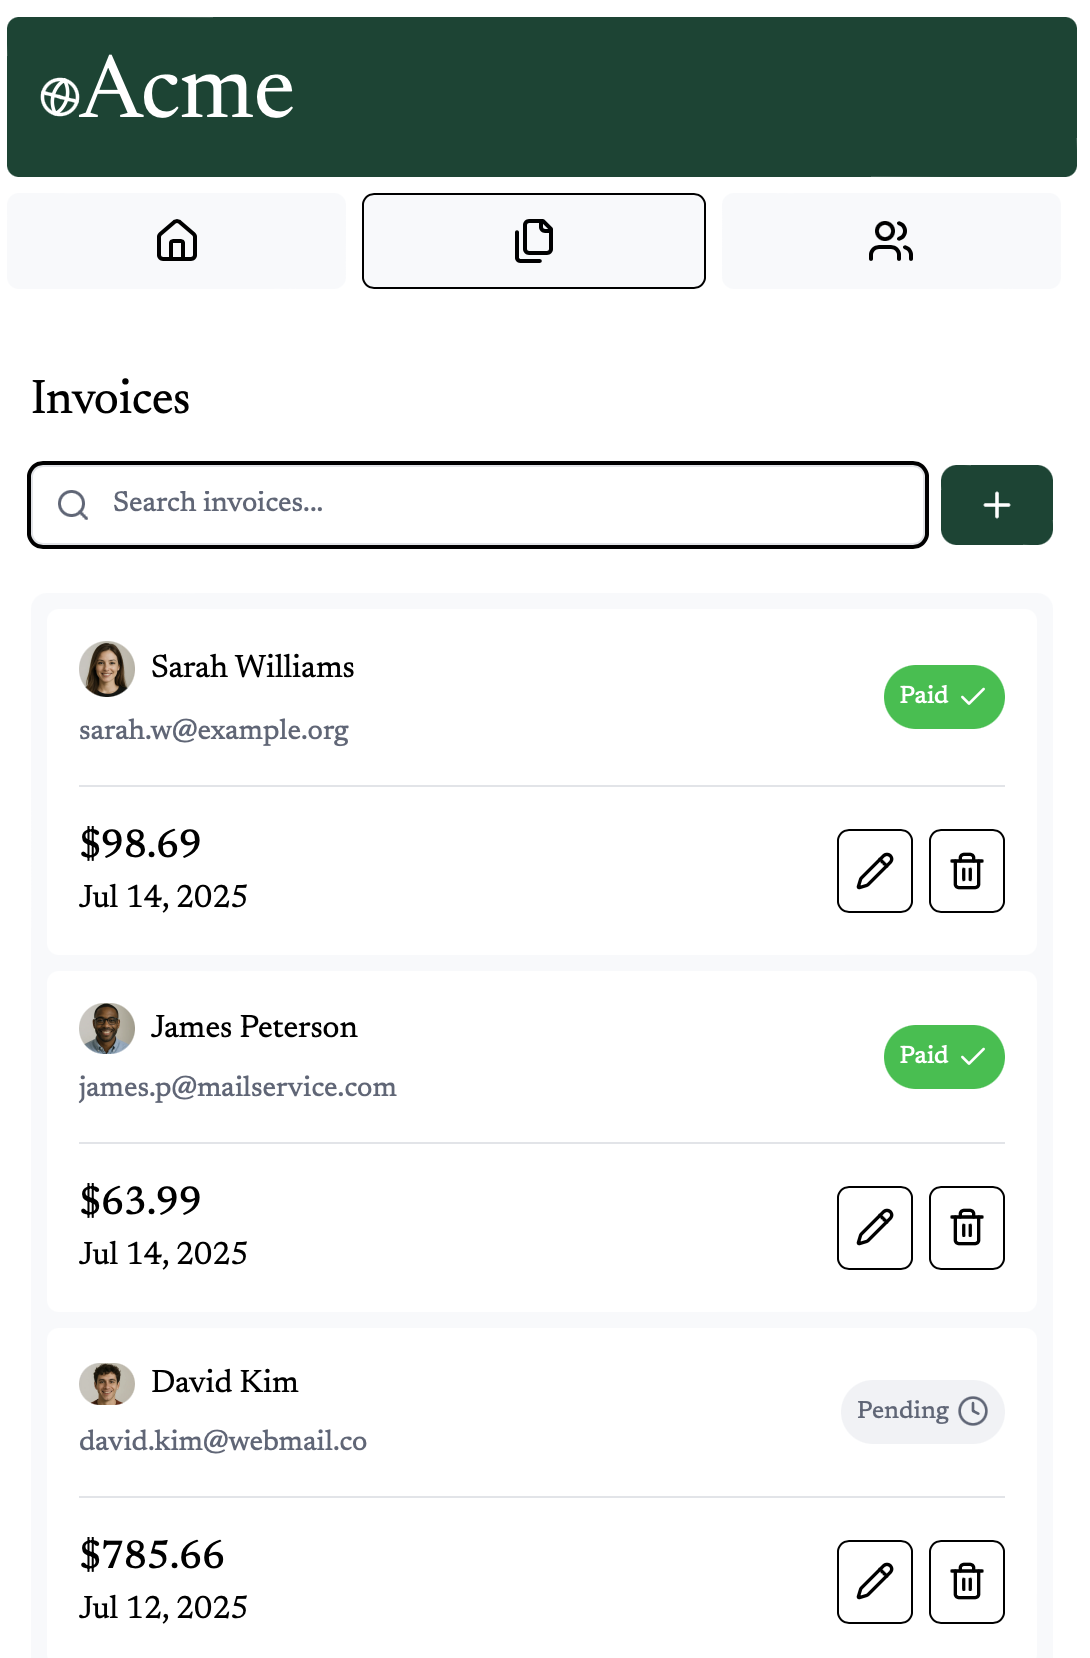 Acme
Invoices
Search invoices...
Sarah Williams
Paid
sarah.w@example.org
$98.69
Jul 14, 2025
James Peterson
Paid
james.p@mailservice.com
$63.99
Jul 14, 2025
David Kim
Pending
david.kim@webmail.co
$785.66
Jul 12, 2025